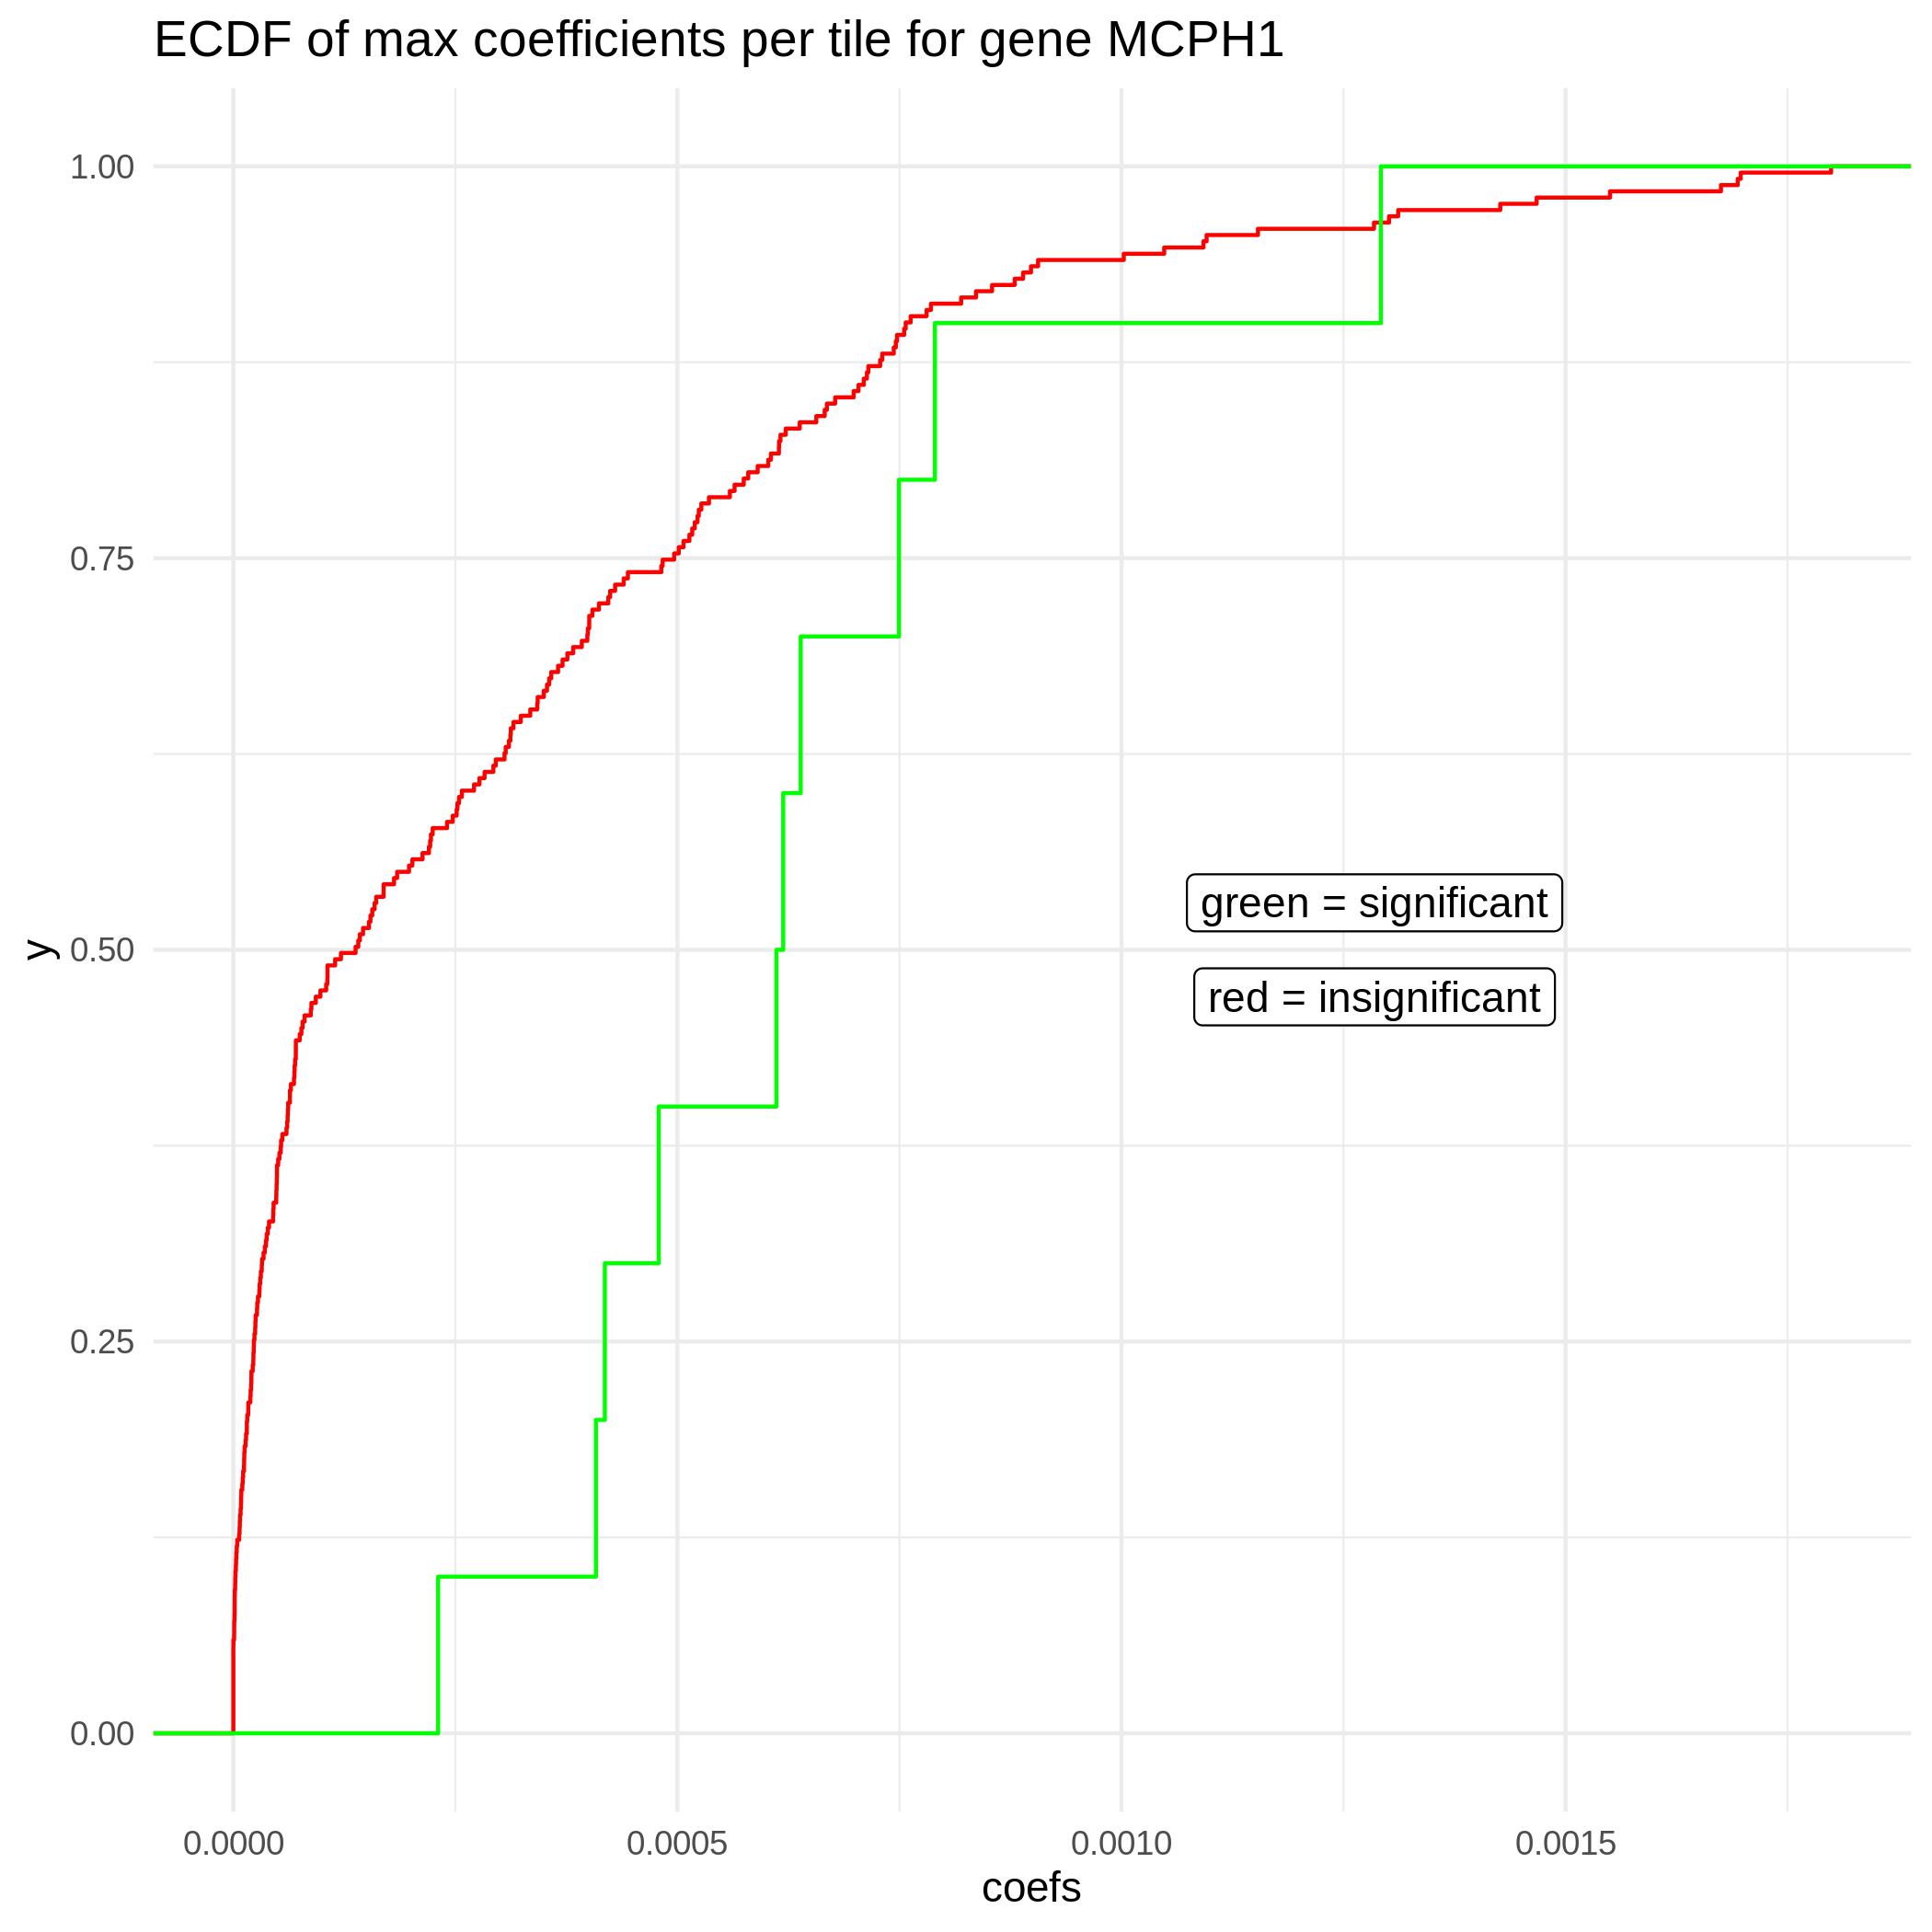 ECDF of max coefficients per tile for gene MCPH1
1.00
0.75
0.50
0.25
0.00
y
green = significant
red = insignificant
0.0000
0.0005
0.0010
0.0015
coefs